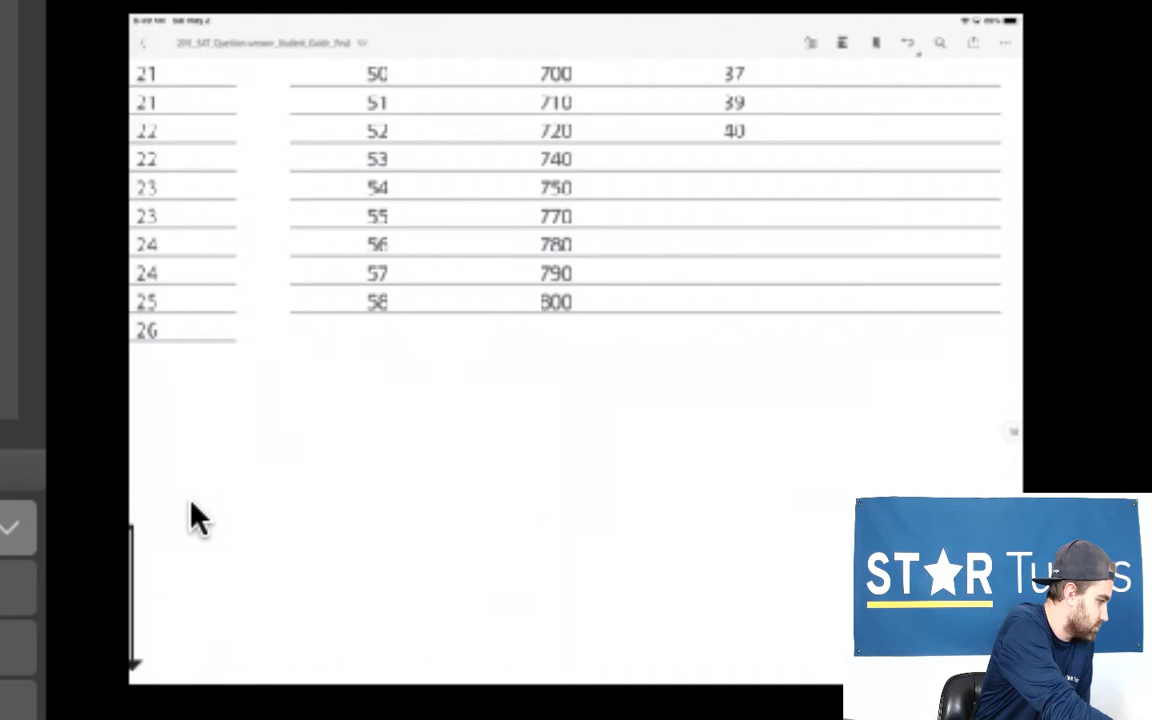 21 50 700 37
21 51 710 39
22 52 720 40
22 53 740
23 54 750
23 55 770
24 56 780
24 57 790
25 58 800
26
STAR Tu s